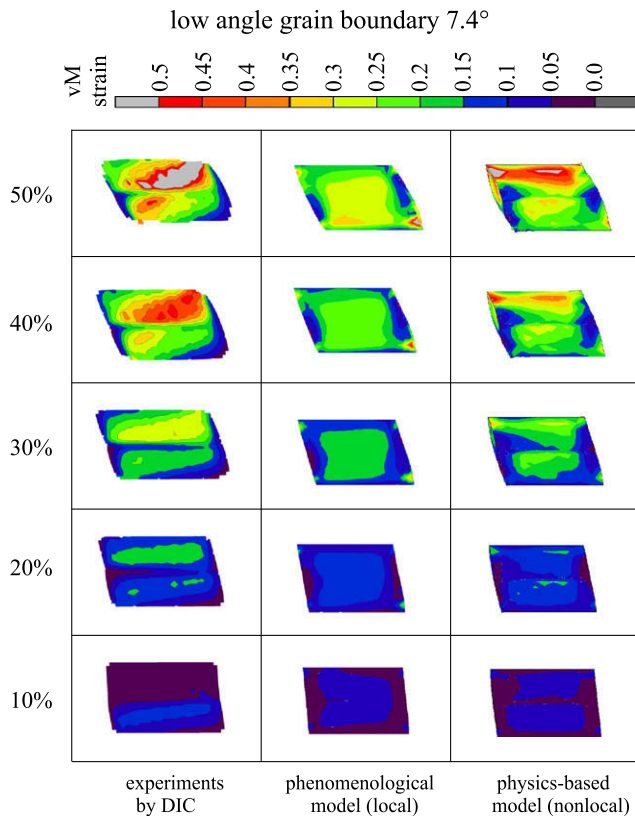 low angle grain boundary 7.4°
vM
strain
0.5
0.45
0.4
0.35
0.3
0.25
0.2
0.15
0.1
0.05
0.0
50%
40%
30%
20%
10%
experiments
by DIC
phenomenological
model (local)
physics-based
model (nonlocal)